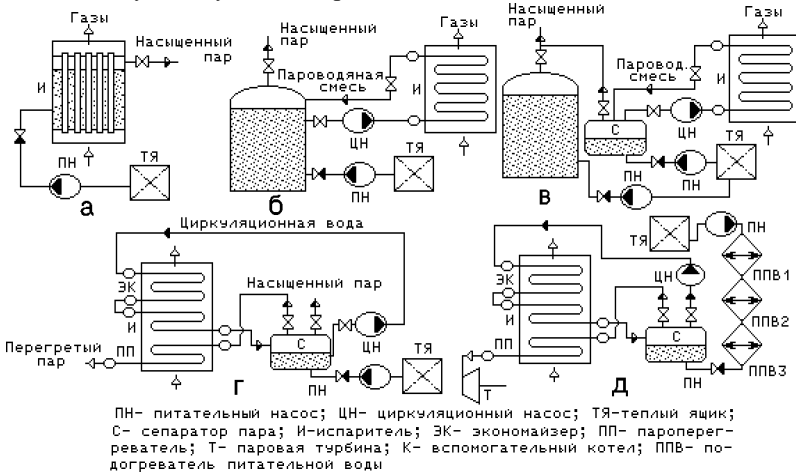 Газы
Насыщенный
пар
И
ПН
ТЯ
а
Насыщенный
пар
Газы
Пароводяная
смесь
И
ЦН
ТЯ
ПН
б
Насыщенный
пар
Газы
Паровод.
смесь
И
С
ЦН
ТЯ
ПН
ПН
в
Циркуляционная вода
ЭК
Насыщенный пар
И
С
ЦН
ПП
Перегретый
пар
ТЯ
ПН
г
ТЯ
ПН
ЦН
ППВ1
ЭК
ППВ2
И
С
ПП
ППВ3
ПН
Т
Д
ПН- питательный насос; ЦН- циркуляционный насос; ТЯ-теплый ящик;
С- сепаратор пара; И-испаритель; ЭК- экономайзер; ПП- пароперег-
реватель; Т- паровая турбина; К- вспомогательный котел; ППВ- по-
догреватель питательной воды